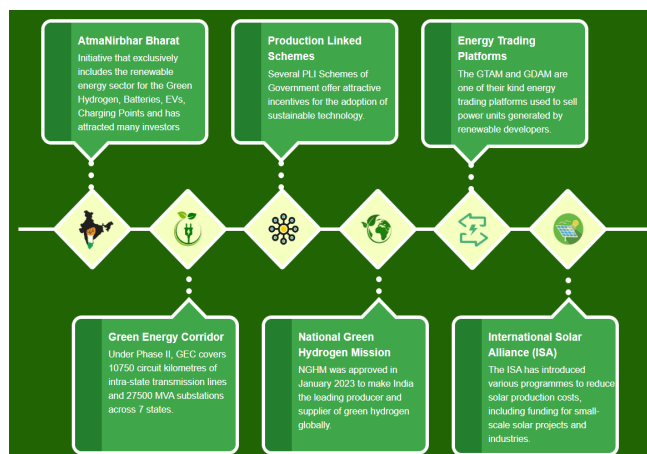 AtmaNirbhar Bharat
Initiative that exclusively
includes the renewable
energy sector for the Green
Hydrogen, Batteries, EVs,
Charging Points and has
attracted many investors
Production Linked
Schemes
Several PLI Schemes of
Government offer attractive
incentives for the adoption of
sustainable technology.
Energy Trading
Platforms
The GTAM and GDAM are
one of their kind energy
trading platforms used to sell
power units generated by
renewable developers.
Green Energy Corridor
Under Phase II, GEC covers
10750 circuit kilometres of
intra-state transmission lines
and 27500 MVA substations
across 7 states.
National Green
Hydrogen Mission
NGHM was approved in
January 2023 to make India
the leading producer and
supplier of green hydrogen
globally.
International Solar
Alliance (ISA)
The ISA has introduced
various programmes to reduce
solar production costs,
including funding for small-
scale solar projects and
industries.